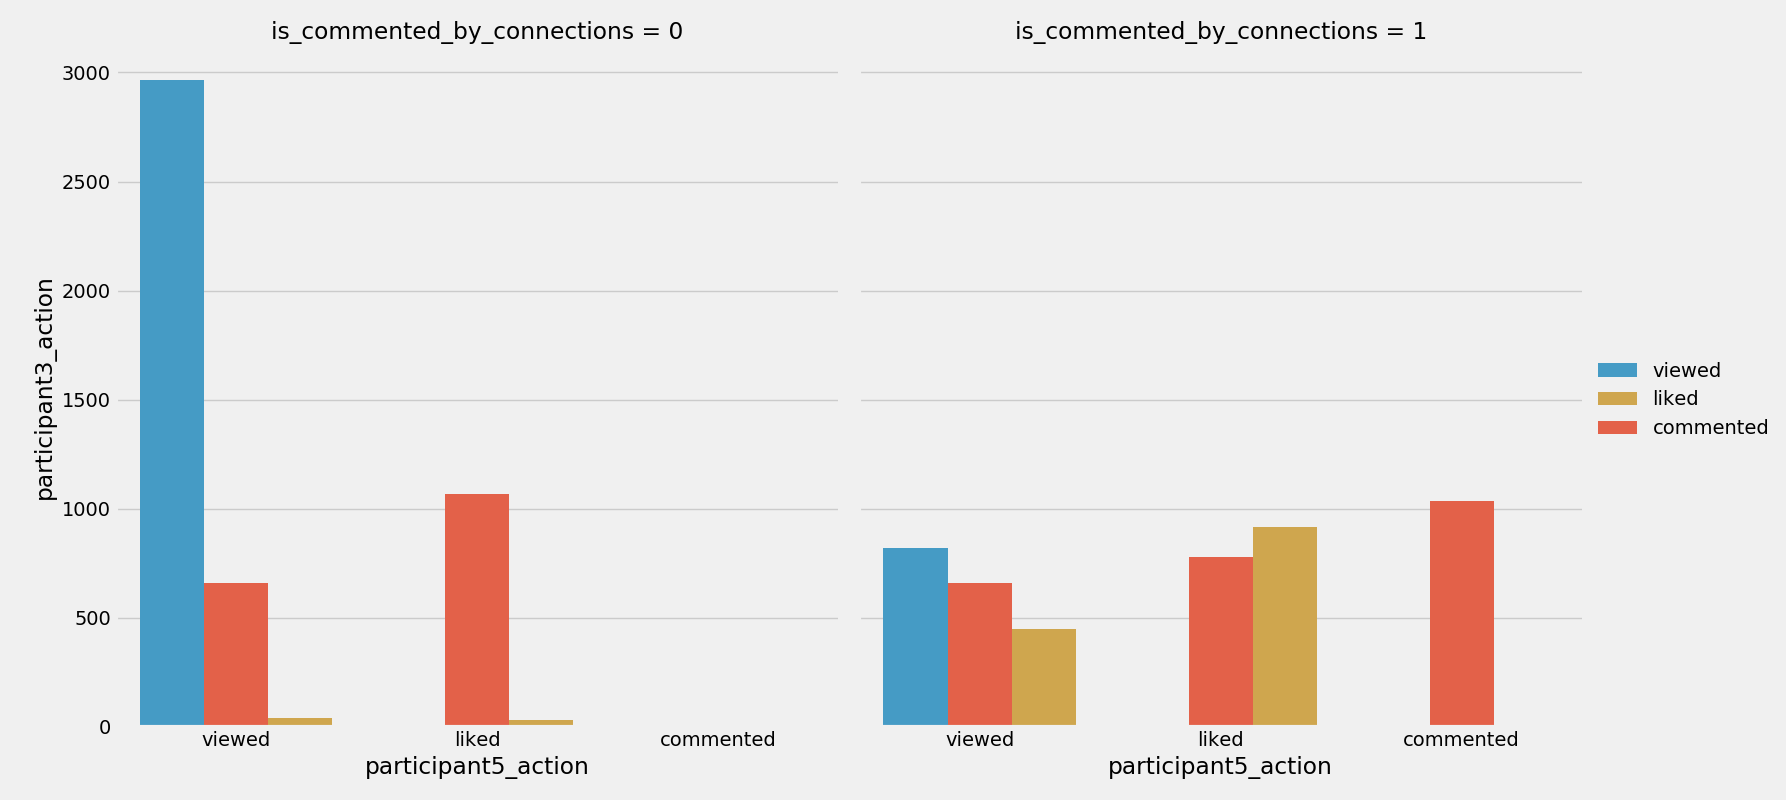 is_commented_by_connections = 0
is_commented_by_connections = 1
participant3_action
3000
2500
2000
1500
1000
500
0
viewed
liked
commented
viewed
liked
commented
participant5_action
participant5_action
viewed
liked
commented